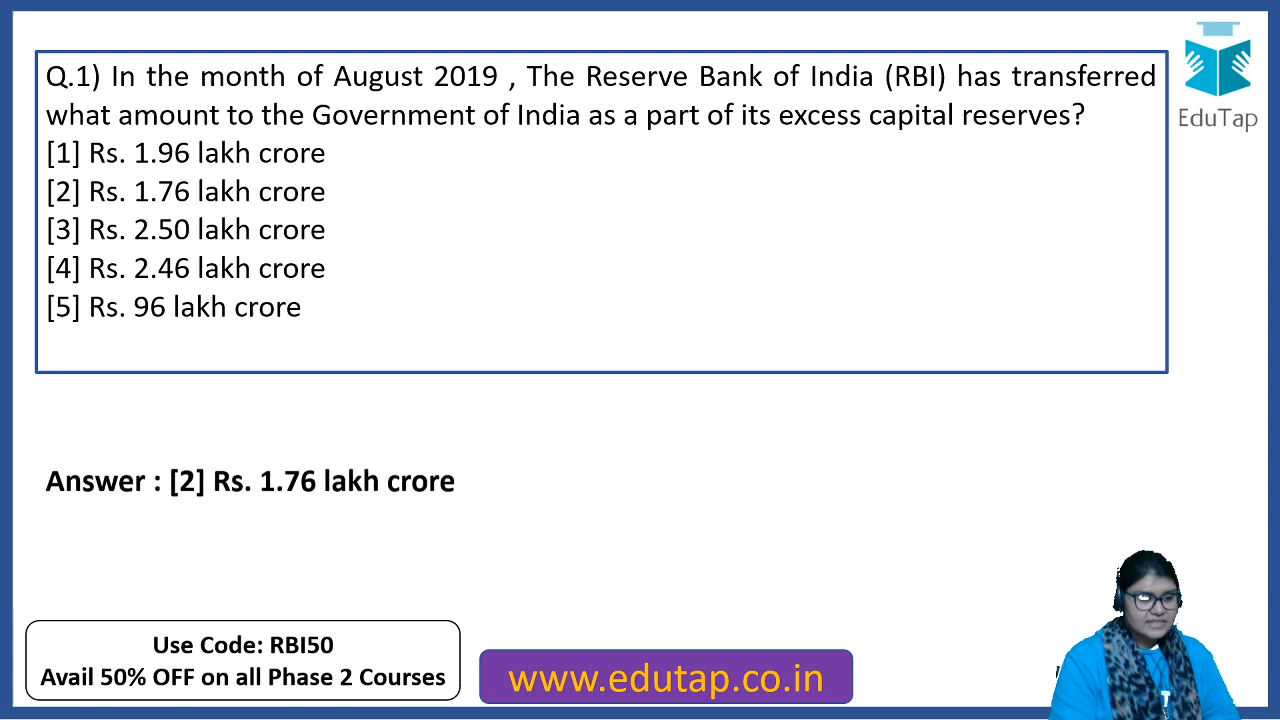 Q.1) In the month of August 2019 , The Reserve Bank of India (RBI) has transferred
what amount to the Government of India as a part of its excess capital reserves?
[1] Rs. 1.96 lakh crore
[2] Rs. 1.76 lakh crore
[3] Rs. 2.50 lakh crore
[4] Rs. 2.46 lakh crore
[5] Rs. 96 lakh crore
EduTap
Answer : [2] Rs. 1.76 lakh crore
Use Code: RBI50
Avail 50% OFF on all Phase 2 Courses
www.edutap.co.in